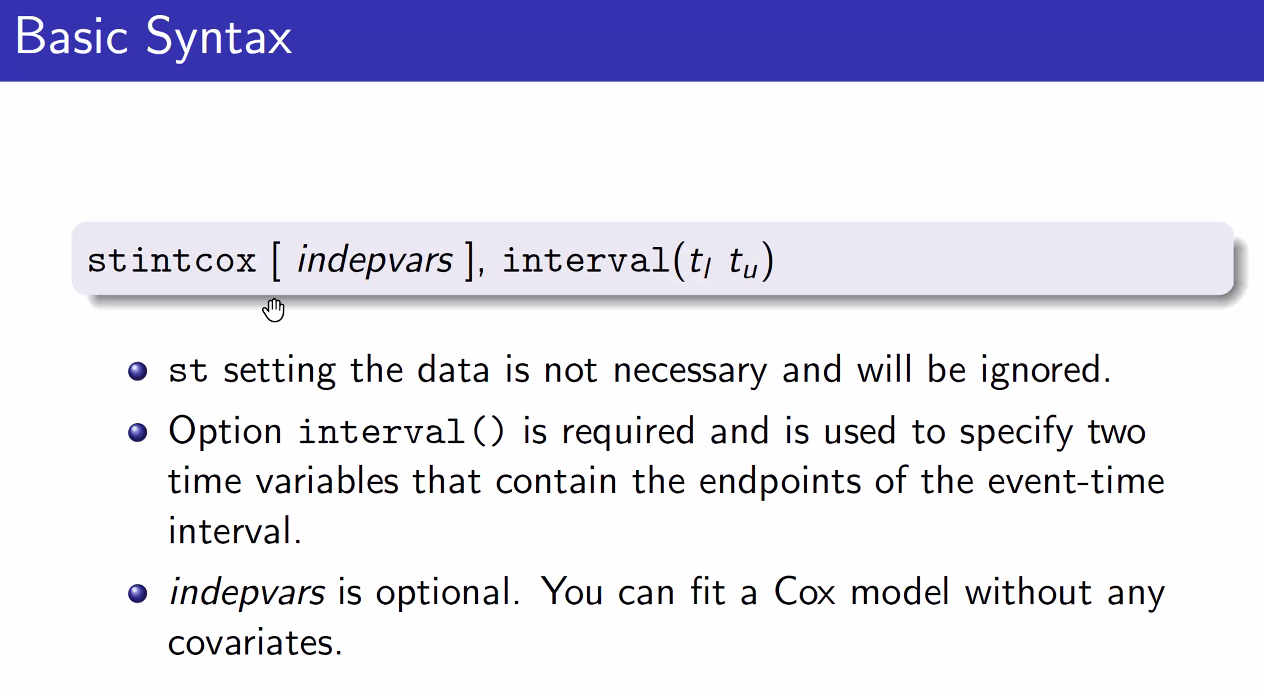 Basic Syntax
stintcox [ indepvars ], interval(tl tu)
st setting the data is not necessary and will be ignored.
Option interval() is required and is used to specify two
time variables that contain the endpoints of the event-time
interval.
indepvars is optional. You can fit a Cox model without any
covariates.